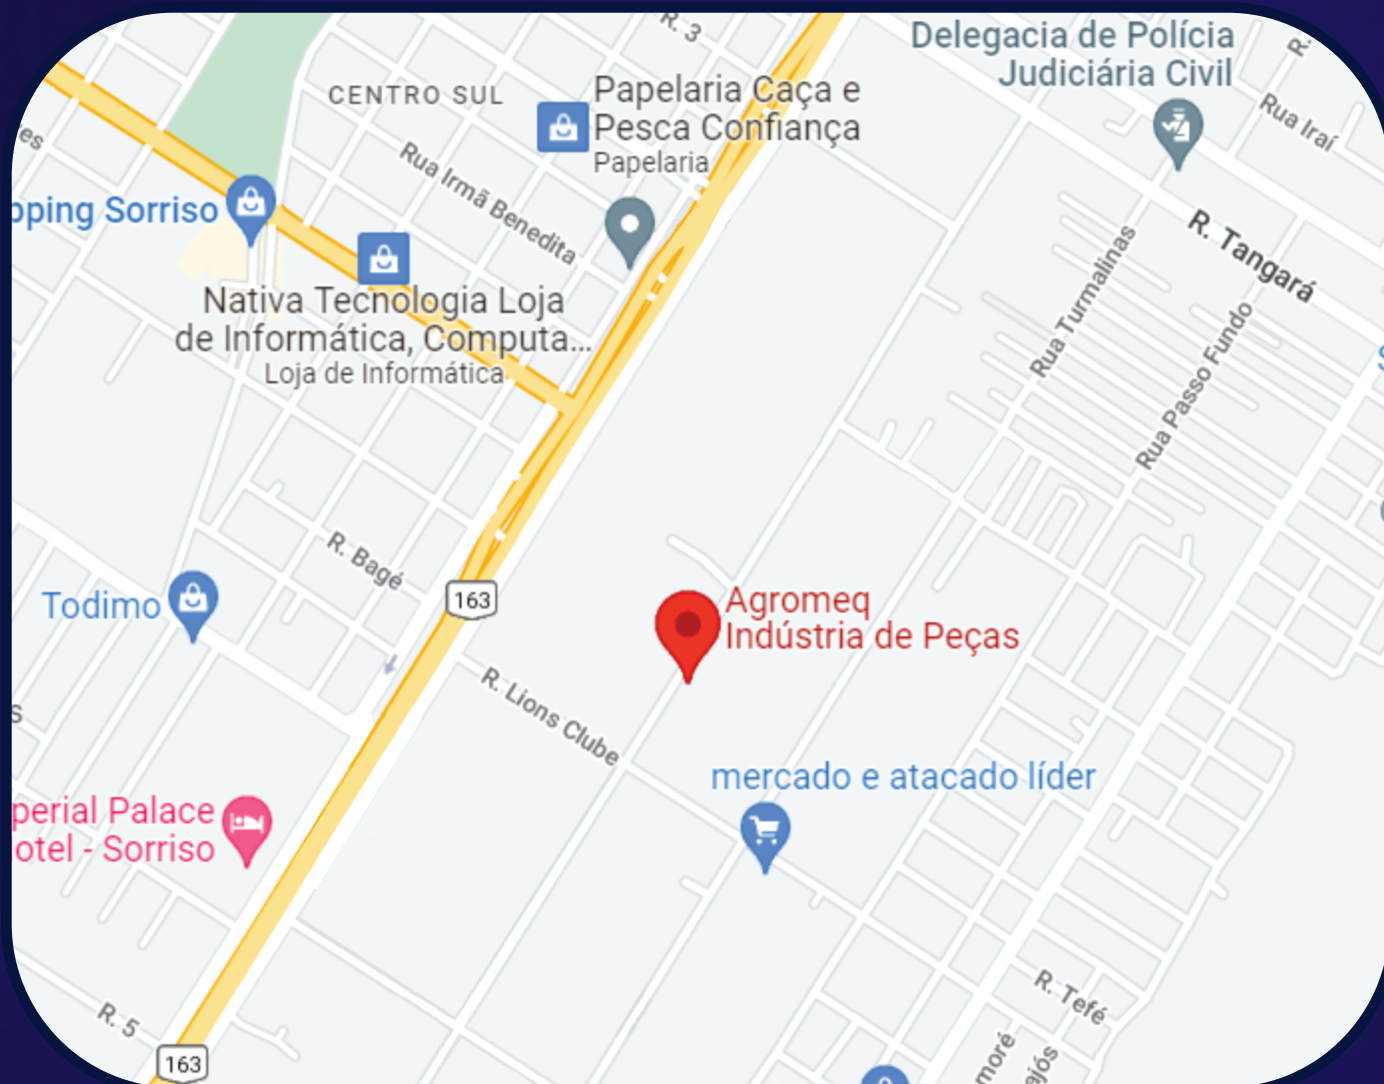 R. 3
Delegacia de Polícia
Judiciária Civil
R.
CENTRO SUL
Papelaria Caça e
Pesca Confiança
Papelaria
Rua Iraí
Rua Irmã Benedita
pping Sorriso
R. Tangará
Rua Turmalinas
Nativa Tecnologia Loja
de Informática, Computa...
Loja de Informática
Rua Passo Fundo
R. Bagé
163
Todimo
Agromeq
Indústria de Peças
R. Lions Clube
mercado e atacado líder
perial Palace
otel - Sorriso
R. Tefé
R. 5
163
moré
ajós